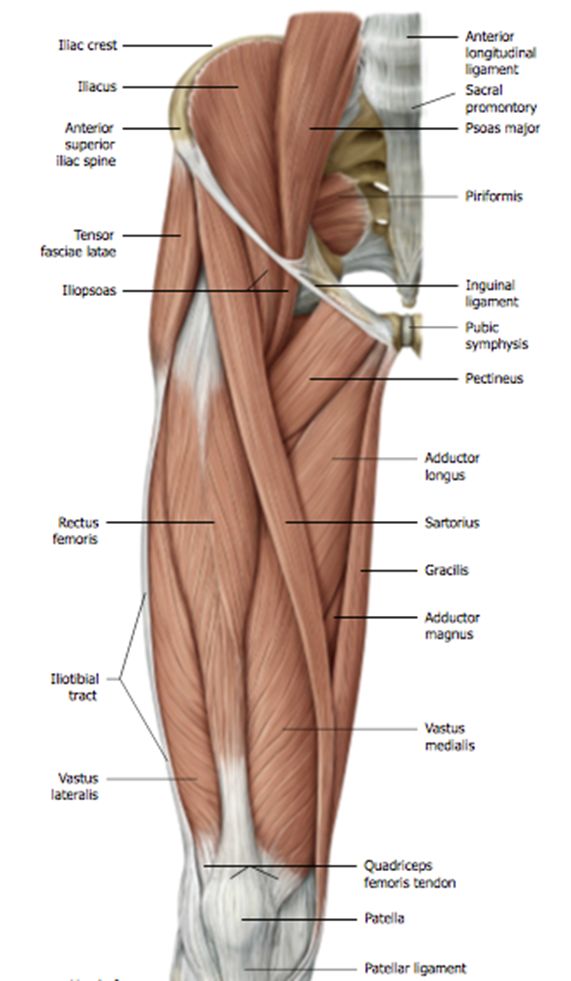 Iliac crest
Iliacus
Anterior
superior
iliac spine
Tensor
fasciae latae
Iliopsoas
Rectus
femoris
Iliotibial
tract
Vastus
lateralis
Anterior
longitudinal
ligament
Sacral
promontory
Psoas major
Piriformis
Inguinal
ligament
Pubic
symphysis
Pectineus
Adductor
longus
Sartorius
Gracilis
Adductor
magnus
Vastus
medialis
Quadriceps
femoris tendon
Patella
Patellar ligament